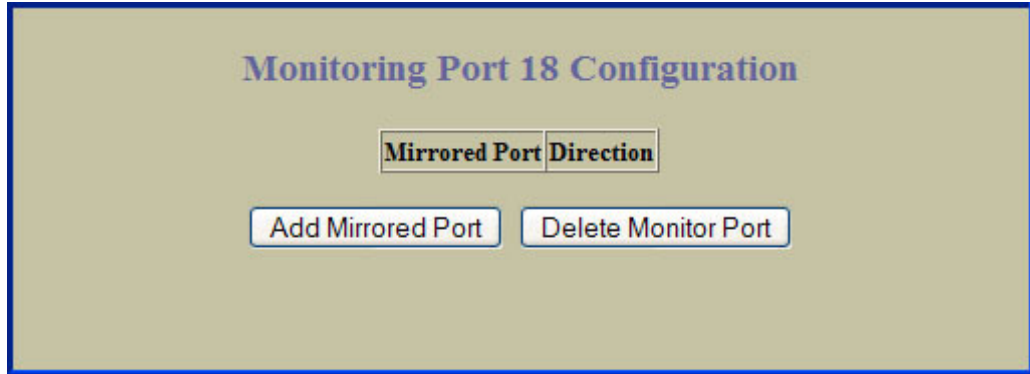 Monitoring Port 18 Configuration
Mirrored Port Direction
Add Mirrored Port Delete Monitor Port